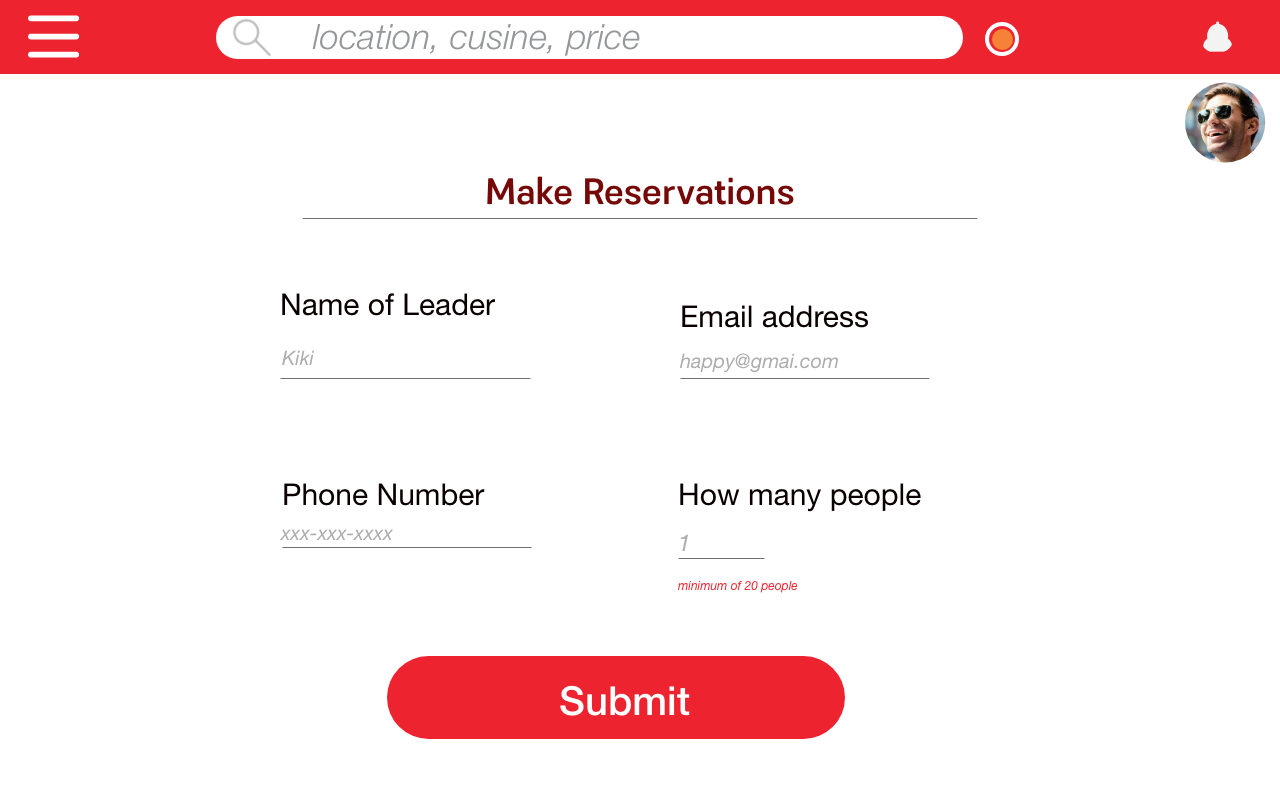 location, cusine, price
Make Reservations
Name of Leader
Email address
Kiki
happy@gmai.com
Phone Number
How many people
xxx-xxx-xxxx
1
minimum of 20 people
Submit